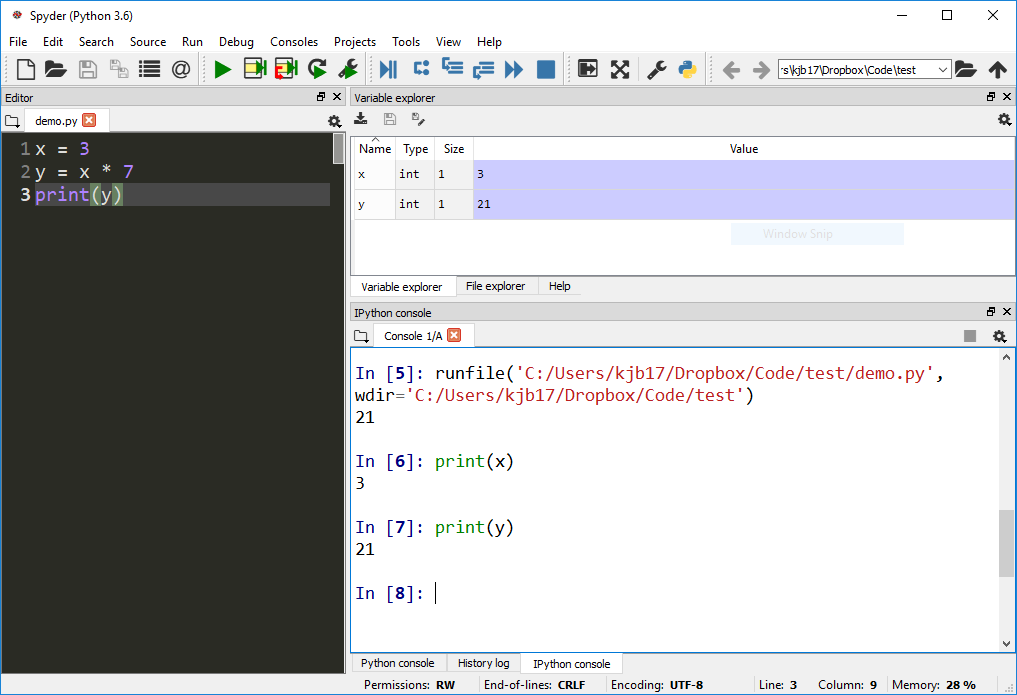 Spyder (Python 3.6)
File Edit Search Source Run Debug Consoles Projects Tools View Help
@ 's\kjb17\Dropbox\Code\test
Editor
demo.py
1 x = 3
2 y = x * 7
3 print(y)
Variable explorer
Name Type Size Value
x int 1 3
y int 1 21
Window Snip
Variable explorer File explorer Help
IPython console
Console 1/A
In [5]: runfile('C:/Users/kjb17/Dropbox/Code/test/demo.py',
wdir='C:/Users/kjb17/Dropbox/Code/test')
21
In [6]: print(x)
3
In [7]: print(y)
21
In [8]:
Python console History log IPython console
Permissions: RW End-of-lines: CRLF Encoding: UTF-8 Line: 3 Column: 9 Memory: 28 %